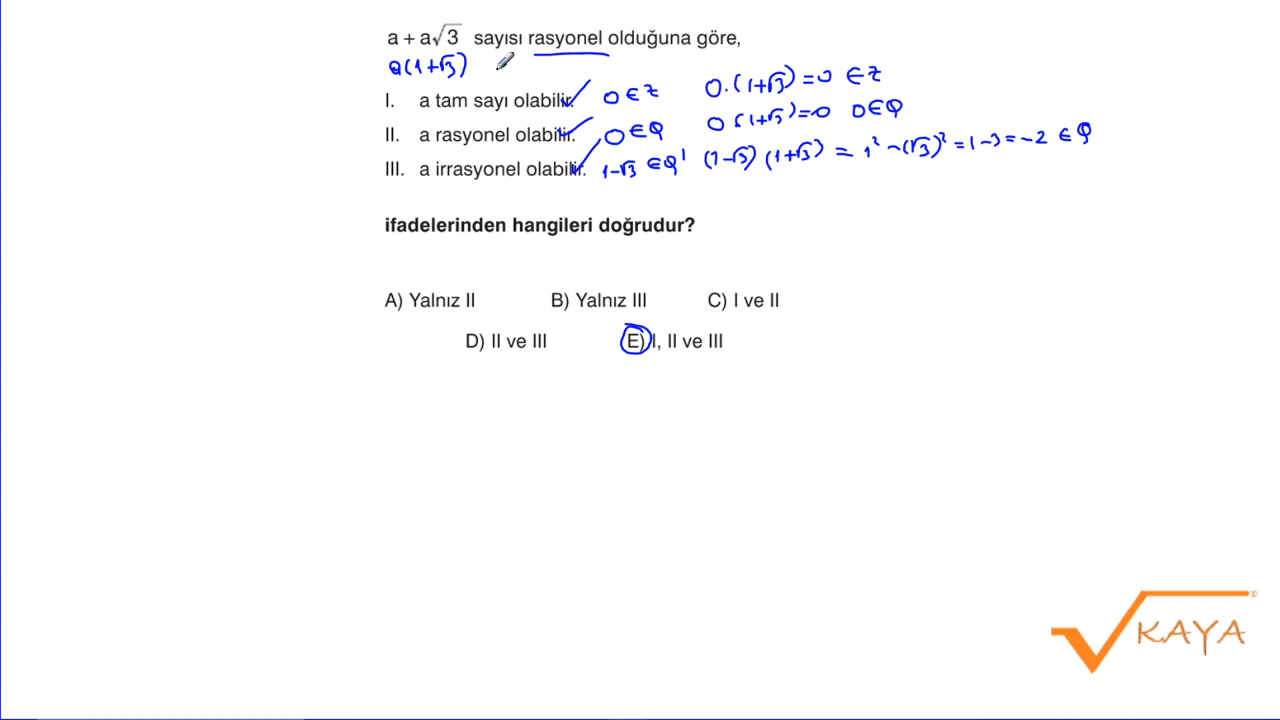 a + a√3 sayısı rasyonel olduğuna göre,
a(1+√3)
I. a tam sayı olabilir. 0 ∈ Z 0.(1+√3)=0 ∈ Z
II. a rasyonel olabilir. 0 ∈ Q 0.(1+√3)=0 0∈Q
III. a irrasyonel olabilir. 1-√3 ∈ Q' (1-√3)(1+√3) = 1² - (√3)² = 1-3 = -2 ∈ Q
ifadelerinden hangileri doğrudur?
A) Yalnız II B) Yalnız III C) I ve II
D) II ve III E) I, II ve III
KAYA ©